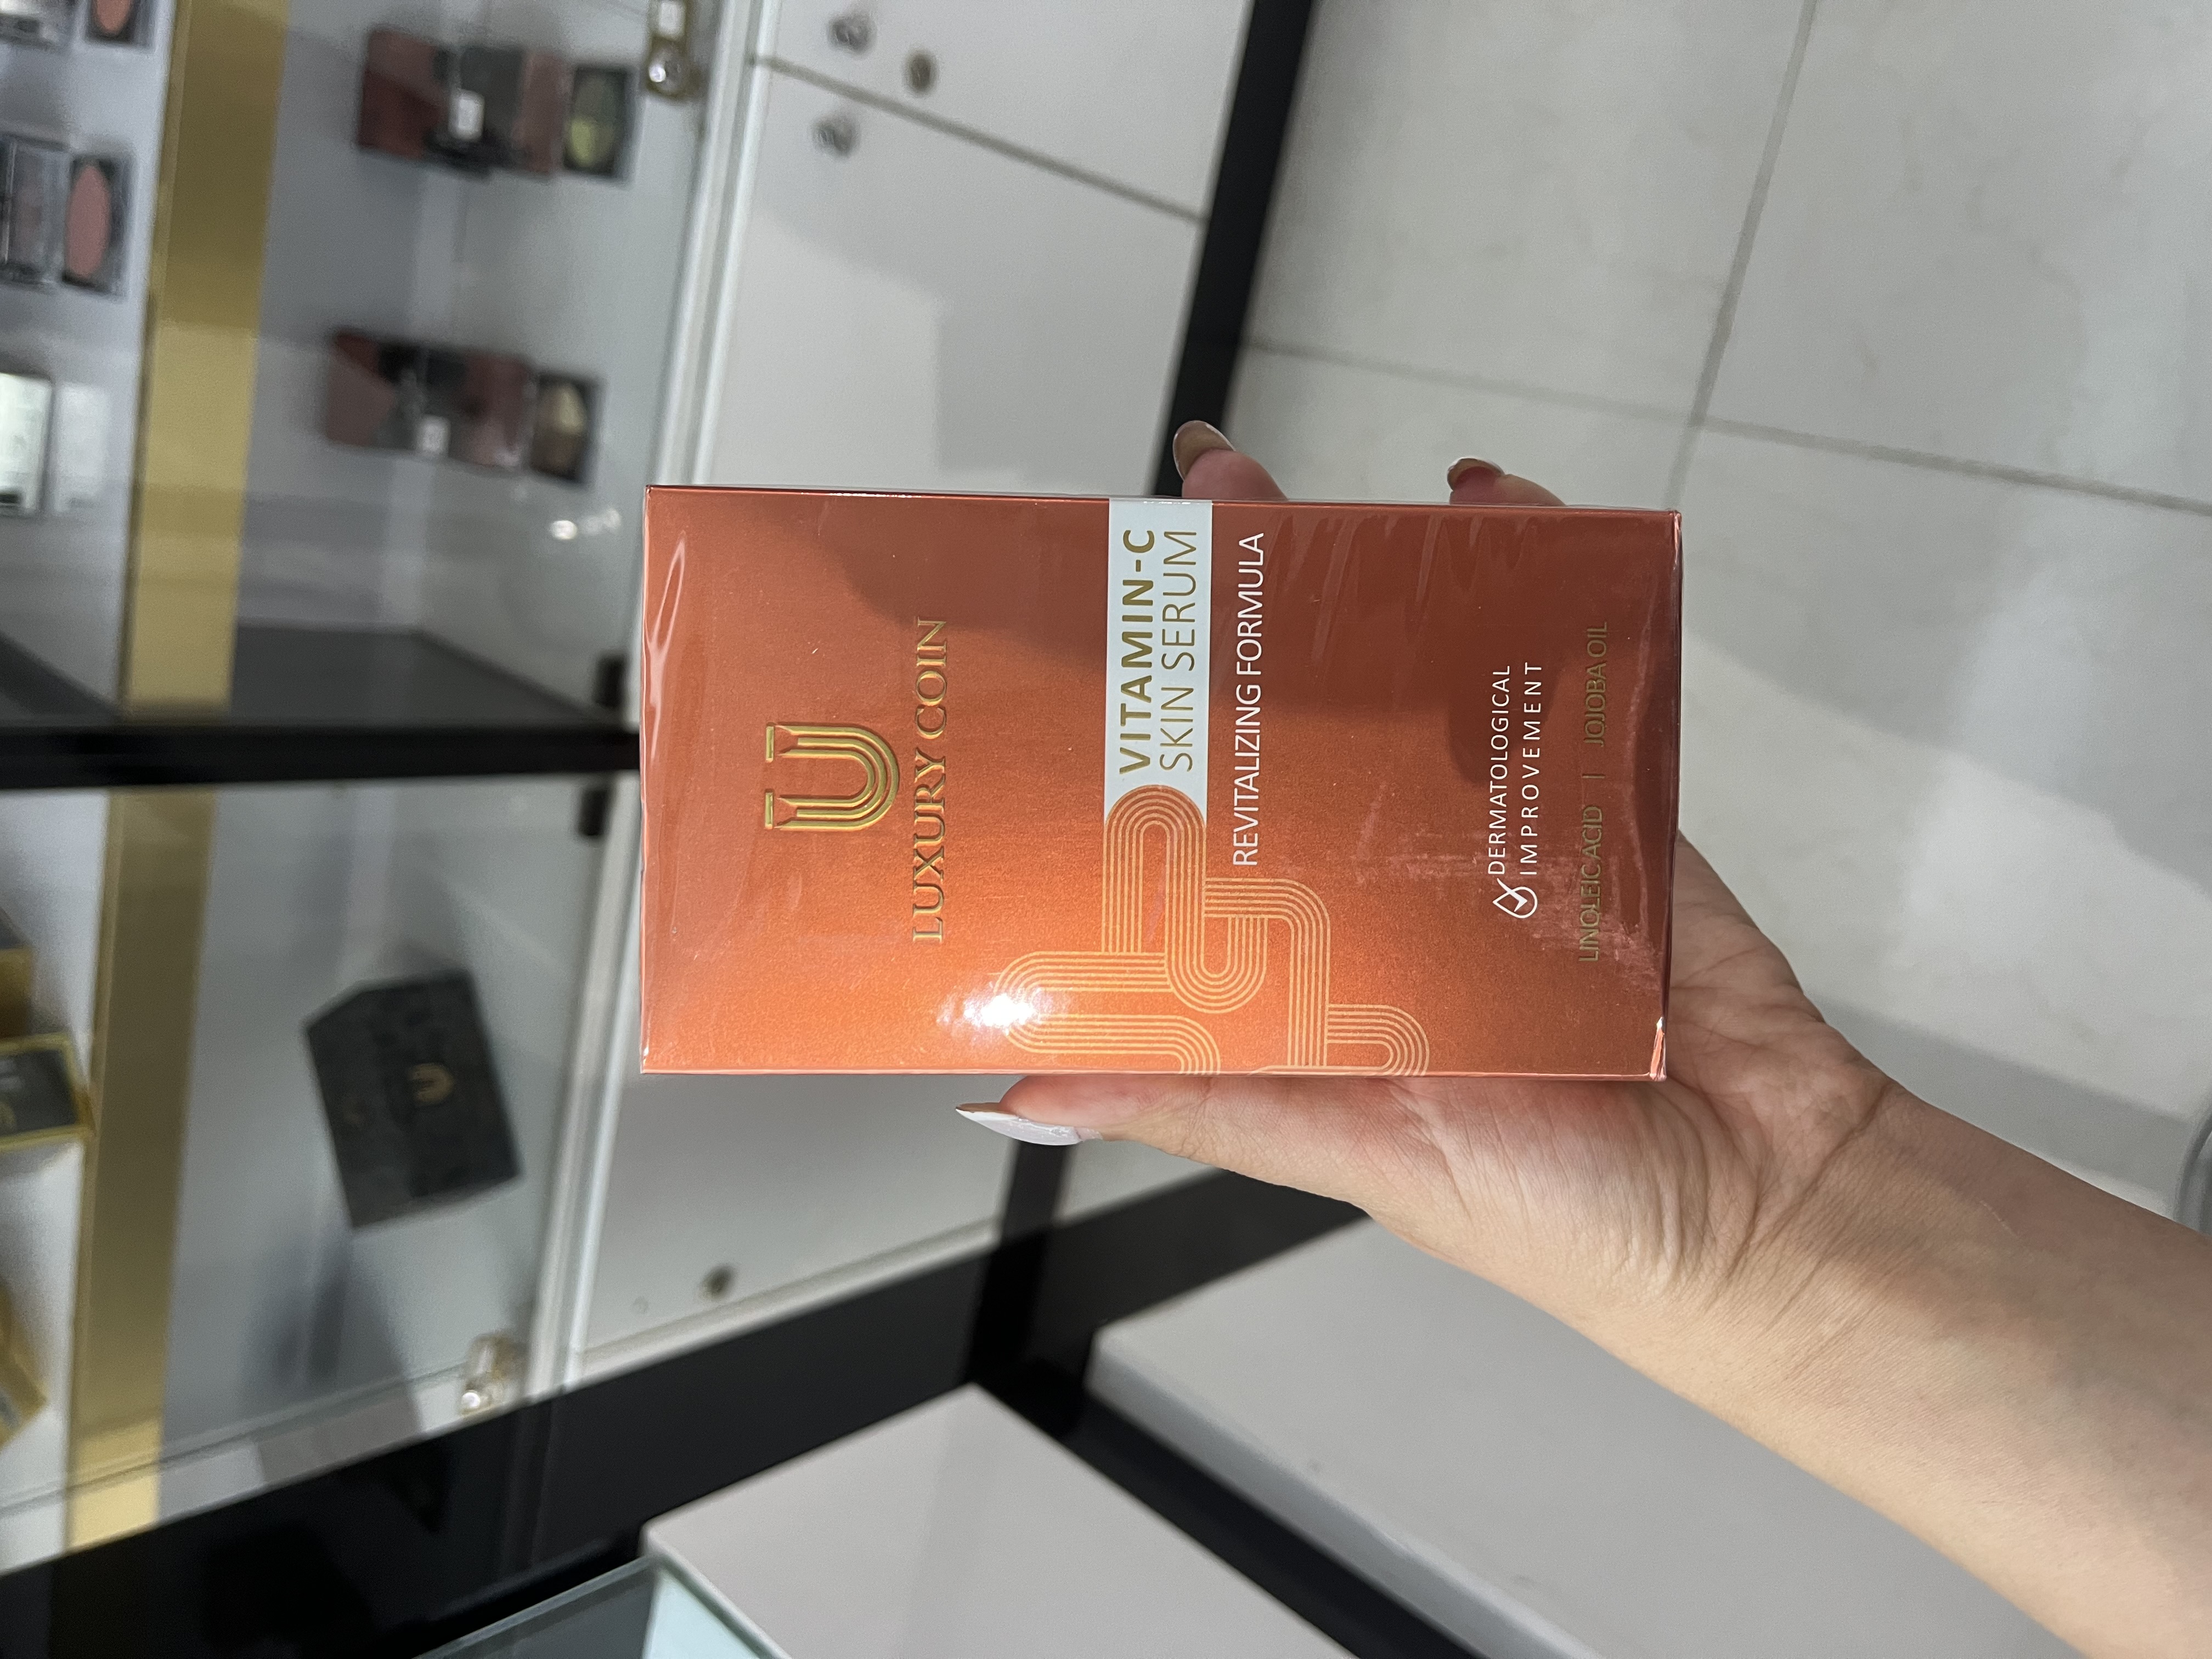 LUXURY COIN
VITAMIN-C
SKIN SERUM
REVITALIZING FORMULA
DERMATOLOGICAL
IMPROVEMENT
LINOLEIC ACID | JOJOBA OIL